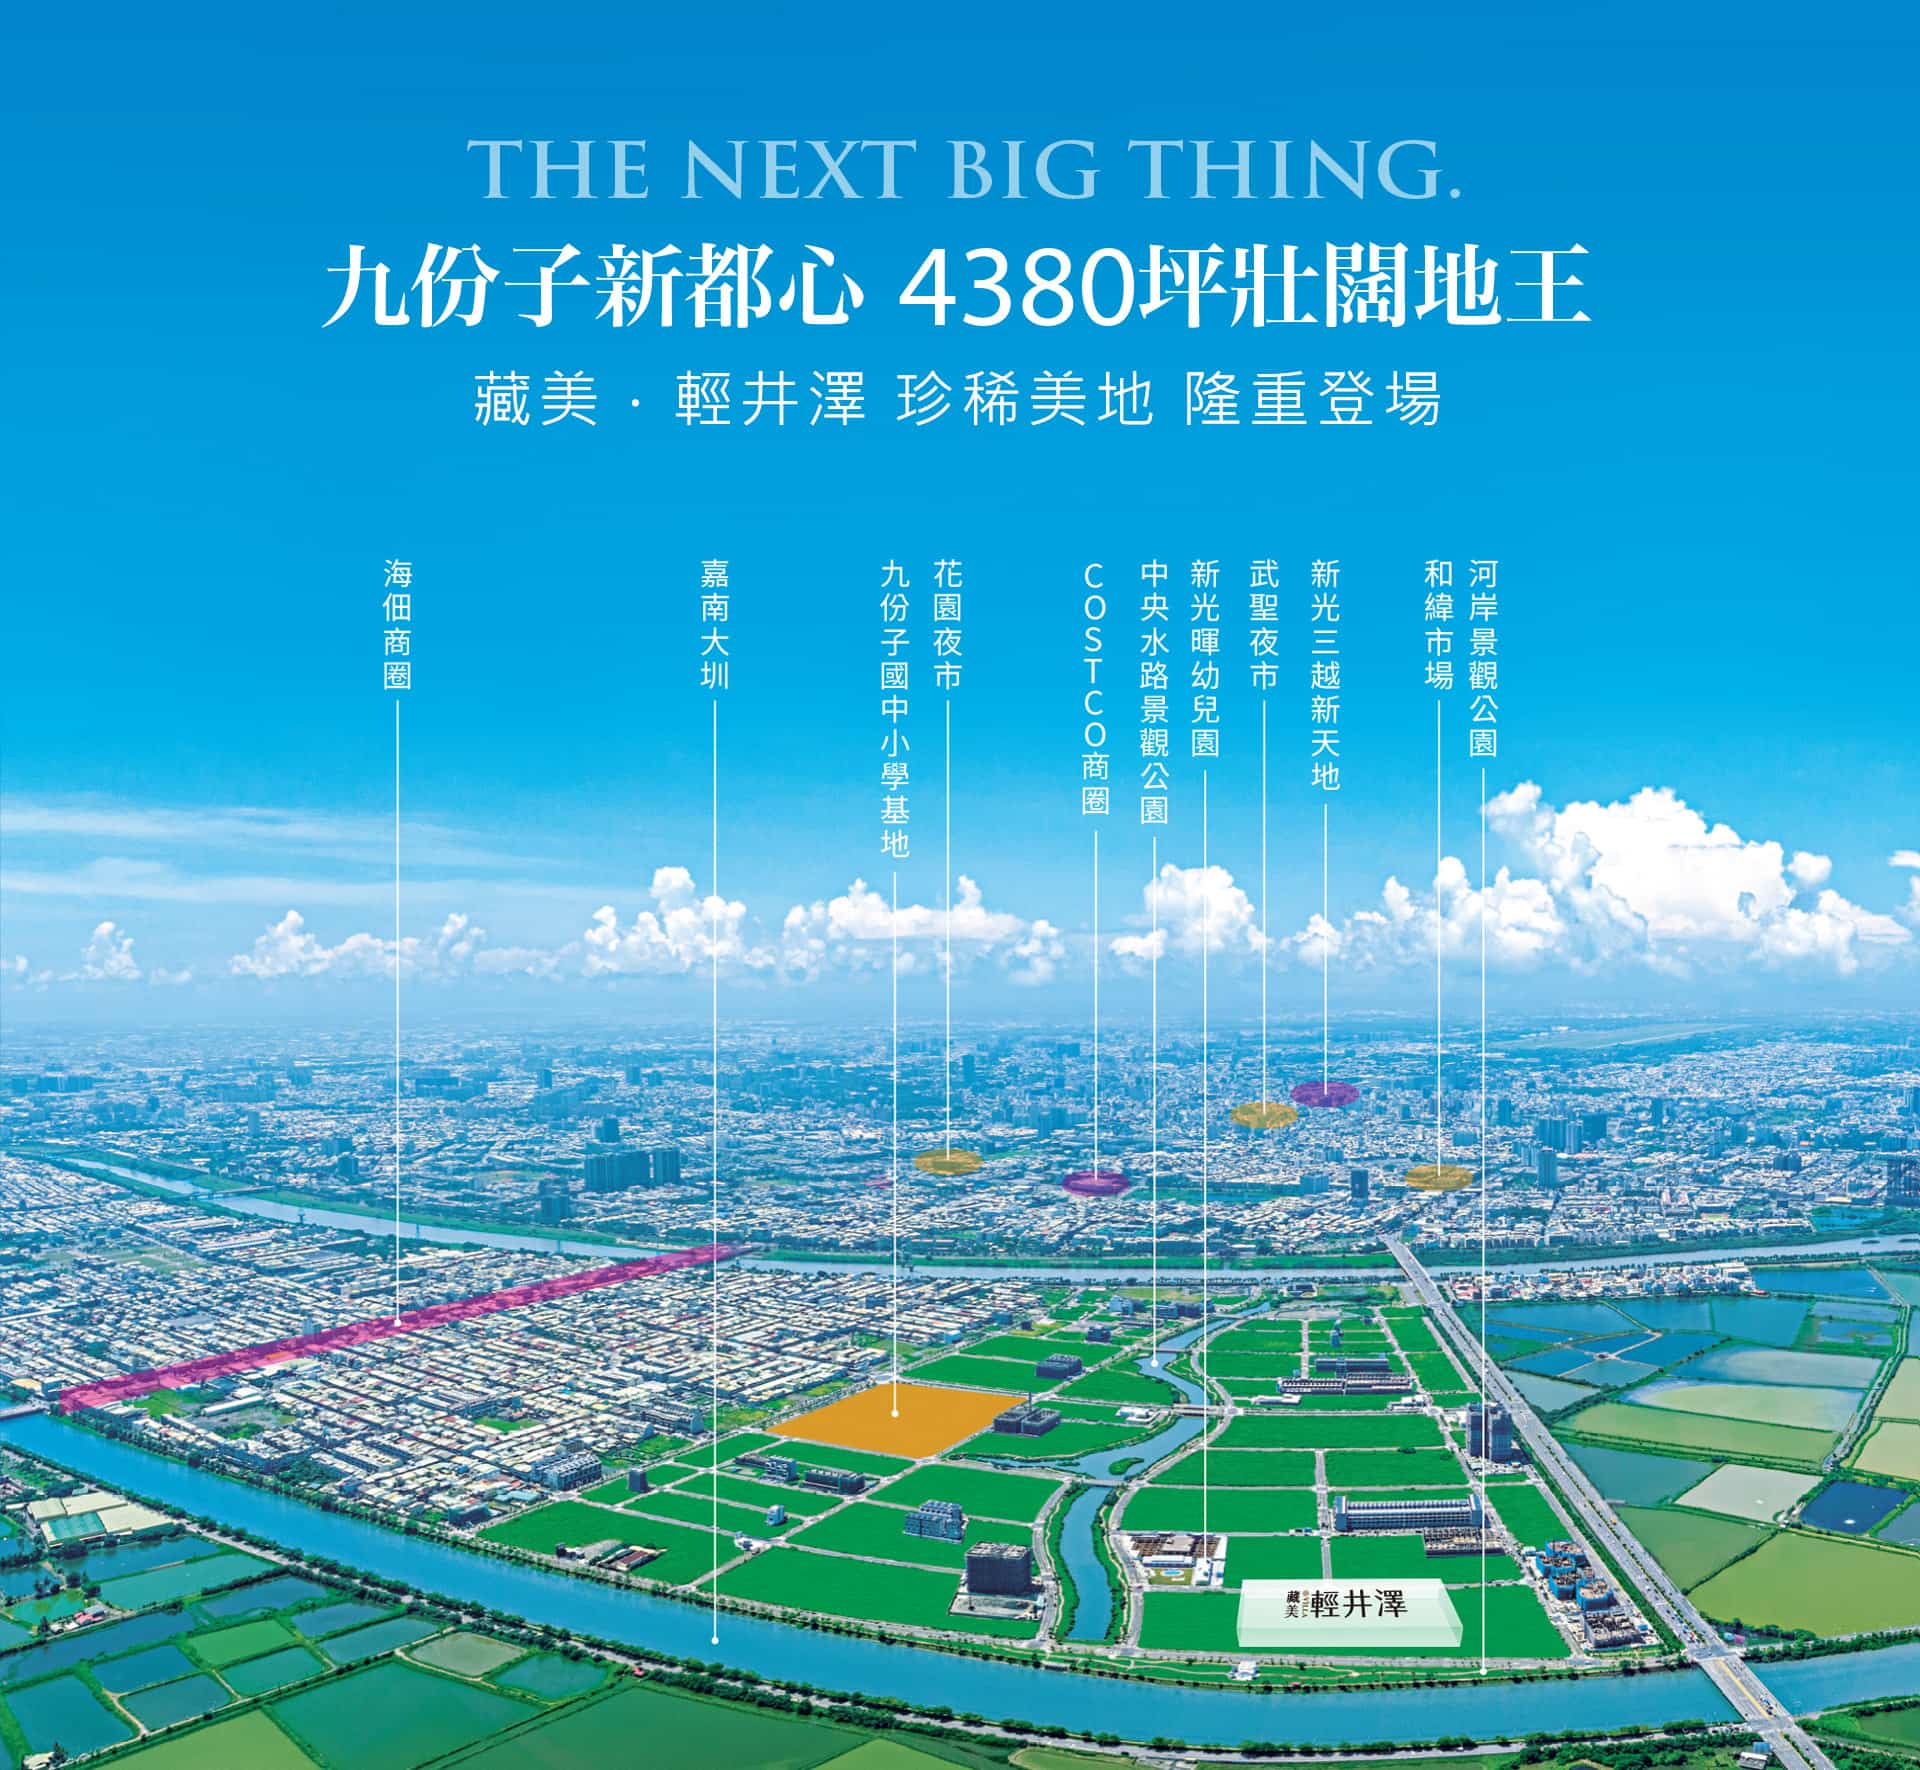 THE NEXT BIG THING.
九份子新都心 4380坪壯闊地王
藏美．輕井澤 珍稀美地 隆重登場
海佃商圈
嘉南大圳
九份子國中小學基地
花園夜市
COSTCO商圈
中央水路景觀公園
新光暉幼兒園
武聖夜市
新光三越新天地
和緯市場
河岸景觀公園
藏美 VILLA 輕井澤